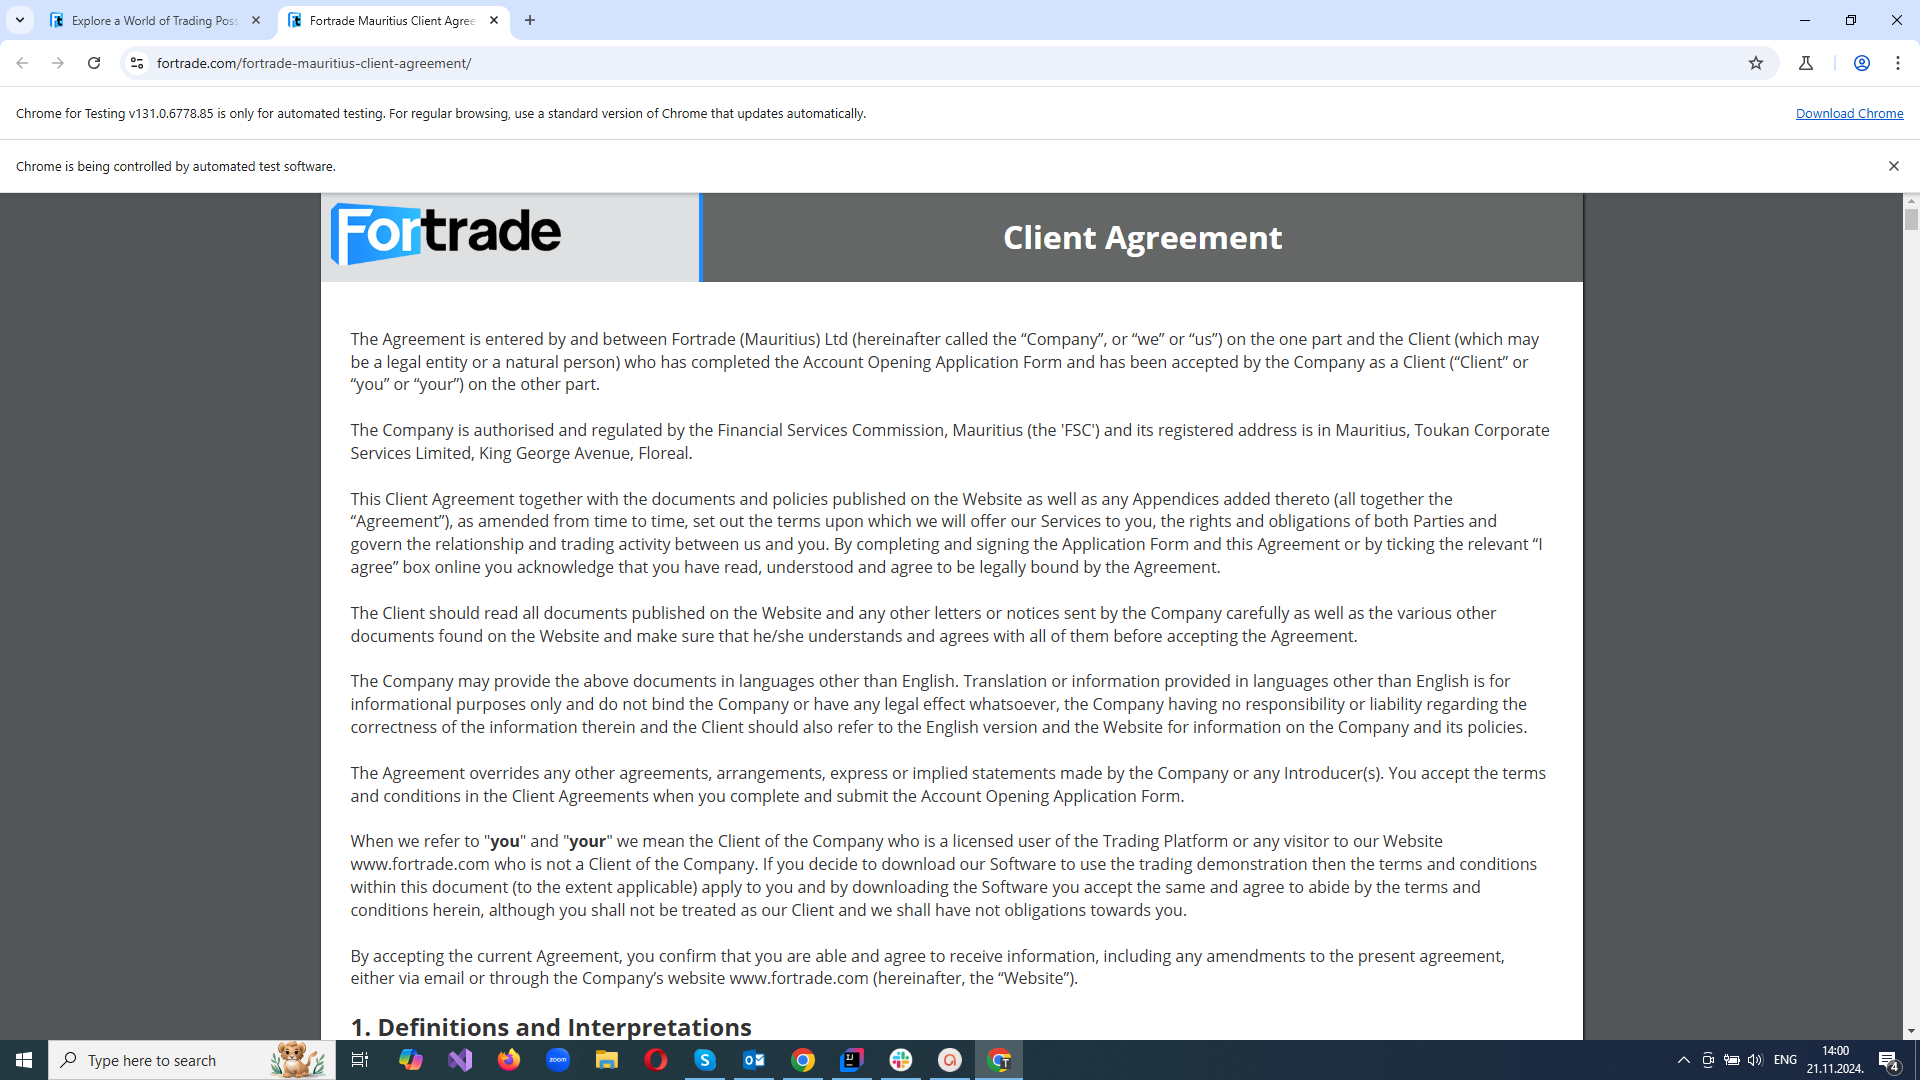 Explore a World of Trading Pos
Fortrade Mauritius Client Agree
fortrade.com/fortrade-mauritius-client-agreement/
Chrome for Testing v131.0.6778.85 is only for automated testing. For regular browsing, use a standard version of Chrome that updates automatically.
Download Chrome
Chrome is being controlled by automated test software.
Fortrade
Client Agreement
The Agreement is entered by and between Fortrade (Mauritius) Ltd (hereinafter called the “Company”, or “we” or “us”) on the one part and the Client (which may
be a legal entity or a natural person) who has completed the Account Opening Application Form and has been accepted by the Company as a Client (“Client” or
“you” or “your”) on the other part.
The Company is authorised and regulated by the Financial Services Commission, Mauritius (the 'FSC') and its registered address is in Mauritius, Toukan Corporate
Services Limited, King George Avenue, Floreal.
This Client Agreement together with the documents and policies published on the Website as well as any Appendices added thereto (all together the
“Agreement”), as amended from time to time, set out the terms upon which we will offer our Services to you, the rights and obligations of both Parties and
govern the relationship and trading activity between us and you. By completing and signing the Application Form and this Agreement or by ticking the relevant “I
agree” box online you acknowledge that you have read, understood and agree to be legally bound by the Agreement.
The Client should read all documents published on the Website and any other letters or notices sent by the Company carefully as well as the various other
documents found on the Website and make sure that he/she understands and agrees with all of them before accepting the Agreement.
The Company may provide the above documents in languages other than English. Translation or information provided in languages other than English is for
informational purposes only and do not bind the Company or have any legal effect whatsoever, the Company having no responsibility or liability regarding the
correctness of the information therein and the Client should also refer to the English version and the Website for information on the Company and its policies.
The Agreement overrides any other agreements, arrangements, express or implied statements made by the Company or any Introducer(s). You accept the terms
and conditions in the Client Agreements when you complete and submit the Account Opening Application Form.
When we refer to "you" and "your" we mean the Client of the Company who is a licensed user of the Trading Platform or any visitor to our Website
www.fortrade.com who is not a Client of the Company. If you decide to download our Software to use the trading demonstration then the terms and conditions
within this document (to the extent applicable) apply to you and by downloading the Software you accept the same and agree to abide by the terms and
conditions herein, although you shall not be treated as our Client and we shall have not obligations towards you.
By accepting the current Agreement, you confirm that you are able and agree to receive information, including any amendments to the present agreement,
either via email or through the Company’s website www.fortrade.com (hereinafter, the “Website”).
1. Definitions and Interpretations
Type here to search
zoom
ENG
14:00
21.11.2024.
4